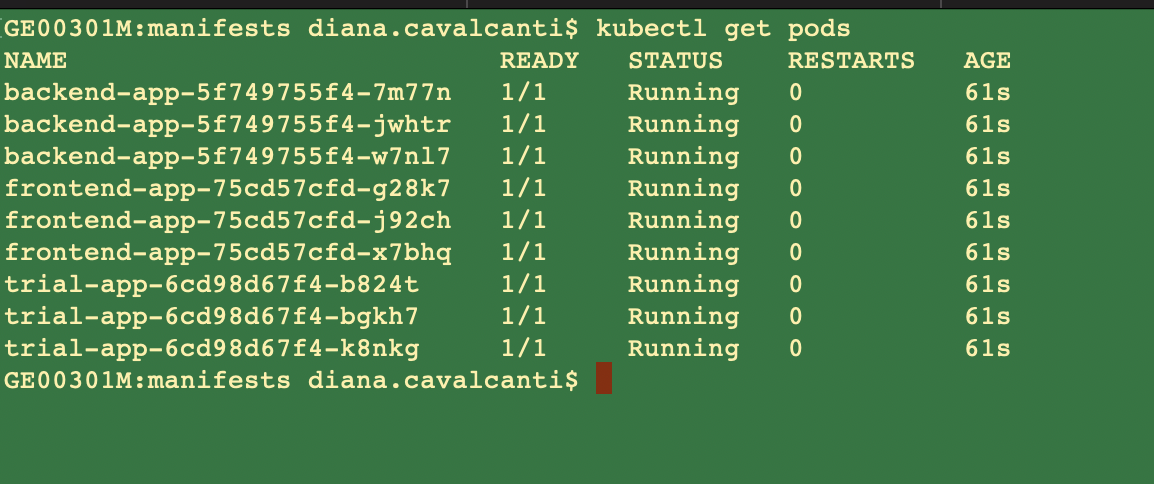 GE00301M:manifests diana.cavalcanti$ kubectl get pods
NAME READY STATUS RESTARTS AGE
backend-app-5f749755f4-7m77n 1/1 Running 0 61s
backend-app-5f749755f4-jwhtr 1/1 Running 0 61s
backend-app-5f749755f4-w7nl7 1/1 Running 0 61s
frontend-app-75cd57cfd-g28k7 1/1 Running 0 61s
frontend-app-75cd57cfd-j92ch 1/1 Running 0 61s
frontend-app-75cd57cfd-x7bhq 1/1 Running 0 61s
trial-app-6cd98d67f4-b824t 1/1 Running 0 61s
trial-app-6cd98d67f4-bgkh7 1/1 Running 0 61s
trial-app-6cd98d67f4-k8nkg 1/1 Running 0 61s
GE00301M:manifests diana.cavalcanti$